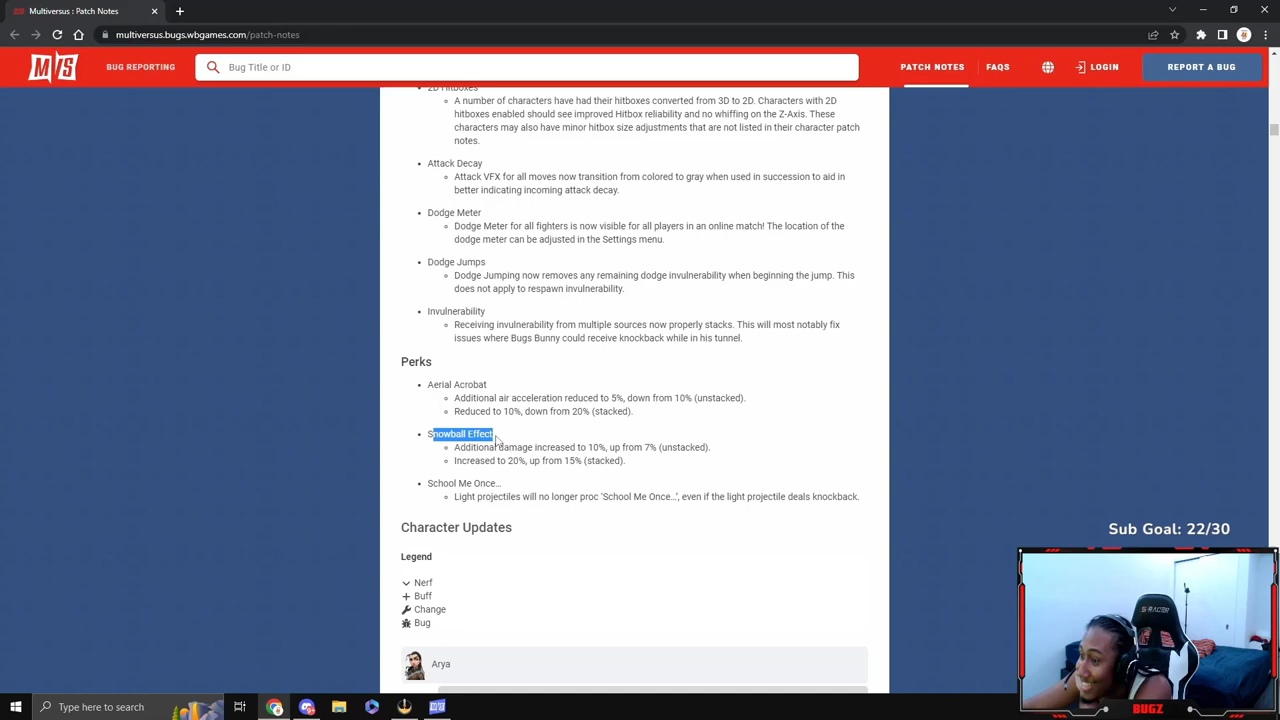 Multiversus : Patch Notes
multiversus.bugs.wbgames.com/patch-notes
M/S
BUG REPORTING
Bug Title or ID
PATCH NOTES
FAQS
LOGIN
REPORT A BUG
2D Hitboxes
A number of characters have had their hitboxes converted from 3D to 2D. Characters with 2D
hitboxes enabled should see improved Hitbox reliability and no whiffing on the Z-Axis. These
characters may also have minor hitbox size adjustments that are not listed in their character patch
notes.
Attack Decay
Attack VFX for all moves now transition from colored to gray when used in succession to aid in
better indicating incoming attack decay.
Dodge Meter
Dodge Meter for all fighters is now visible for all players in an online match! The location of the
dodge meter can be adjusted in the Settings menu.
Dodge Jumps
Dodge Jumping now removes any remaining dodge invulnerability when beginning the jump. This
does not apply to respawn invulnerability.
Invulnerability
Receiving invulnerability from multiple sources now properly stacks. This will most notably fix
issues where Bugs Bunny could receive knockback while in his tunnel.
Perks
Aerial Acrobat
Additional air acceleration reduced to 5%, down from 10% (unstacked).
Reduced to 10%, down from 20% (stacked).
Snowball Effect
Additional damage increased to 10%, up from 7% (unstacked).
Increased to 20%, up from 15% (stacked).
School Me Once…
Light projectiles will no longer proc 'School Me Once…', even if the light projectile deals knockback.
Character Updates
Legend
Nerf
Buff
Change
Bug
Arya
Sub Goal: 22/30
S-RACER
BUGZ
Type here to search